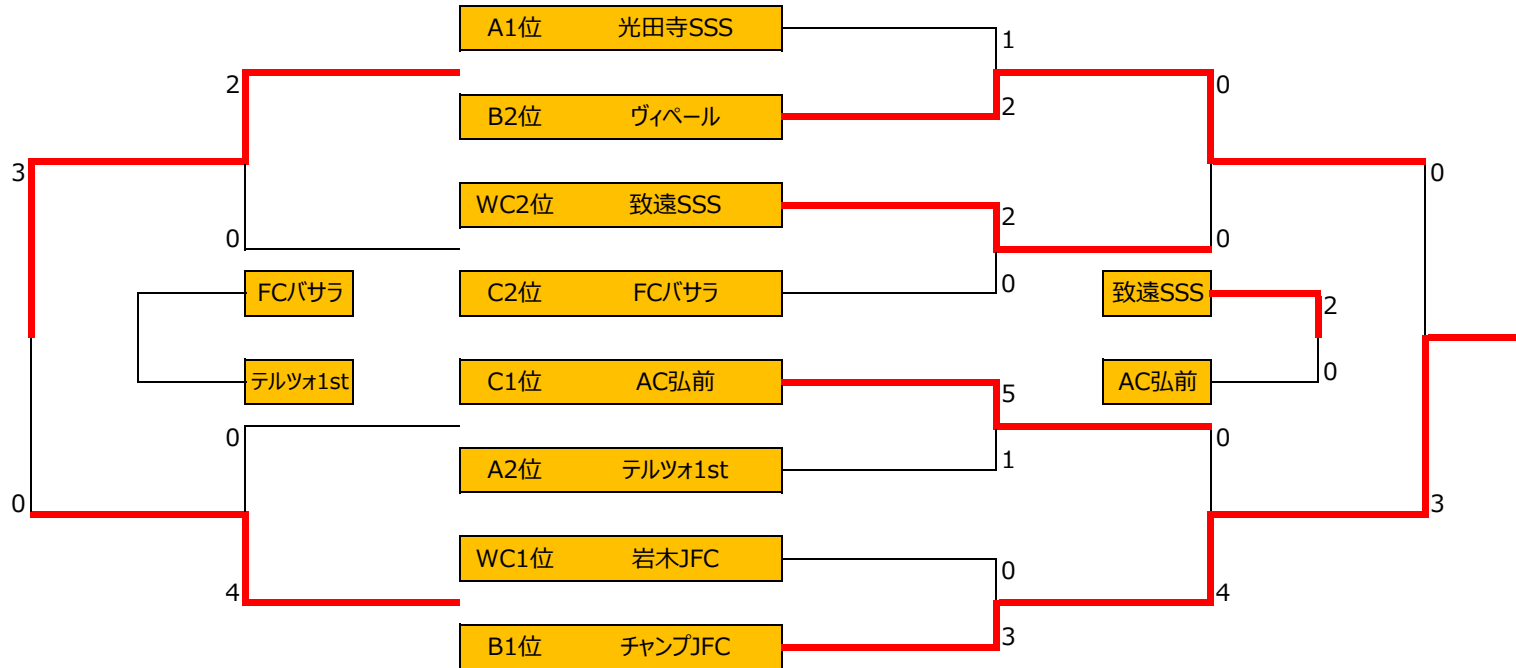 A1位 光田寺SSS
1
2
0
B2位 ヴィペール
2
3
0
WC2位 致遠SSS
2
0
0
FCバサラ
C2位 FCバサラ
0
致遠SSS
2
テルツォ1st
C1位 AC弘前
5
AC弘前
0
0
0
A2位 テルツォ1st
1
0
3
WC1位 岩木JFC
0
4
4
B1位 チャンプJFC
3